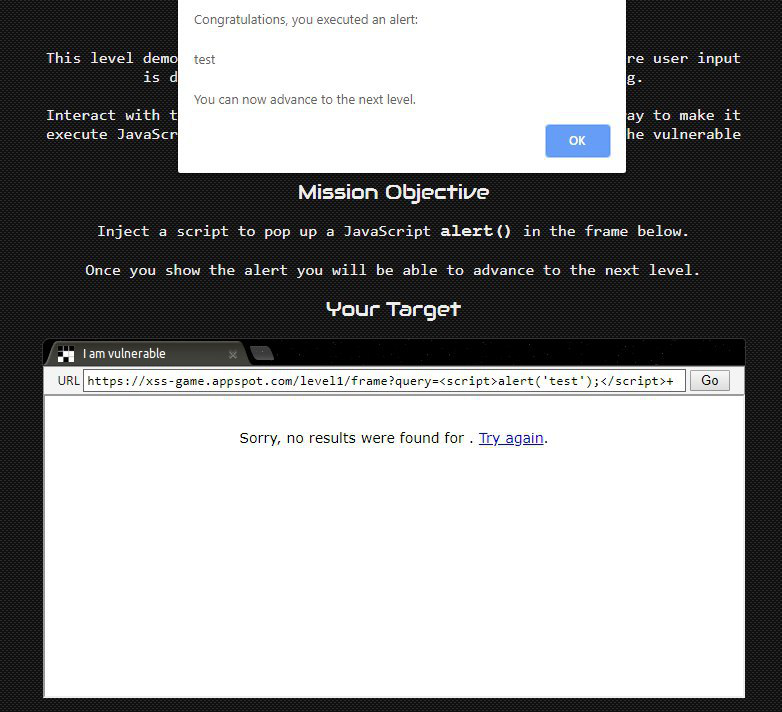 Congratulations, you executed an alert:
test
You can now advance to the next level.
OK
This level demo re user input
is d g.
Interact with t ay to make it
execute JavaScr he vulnerable
Mission Objective
Inject a script to pop up a JavaScript alert() in the frame below.
Once you show the alert you will be able to advance to the next level.
Your Target
I am vulnerable
URL https://xss-game.appspot.com/level1/frame?query=<script>alert('test');</script>+ Go
Sorry, no results were found for . Try again.